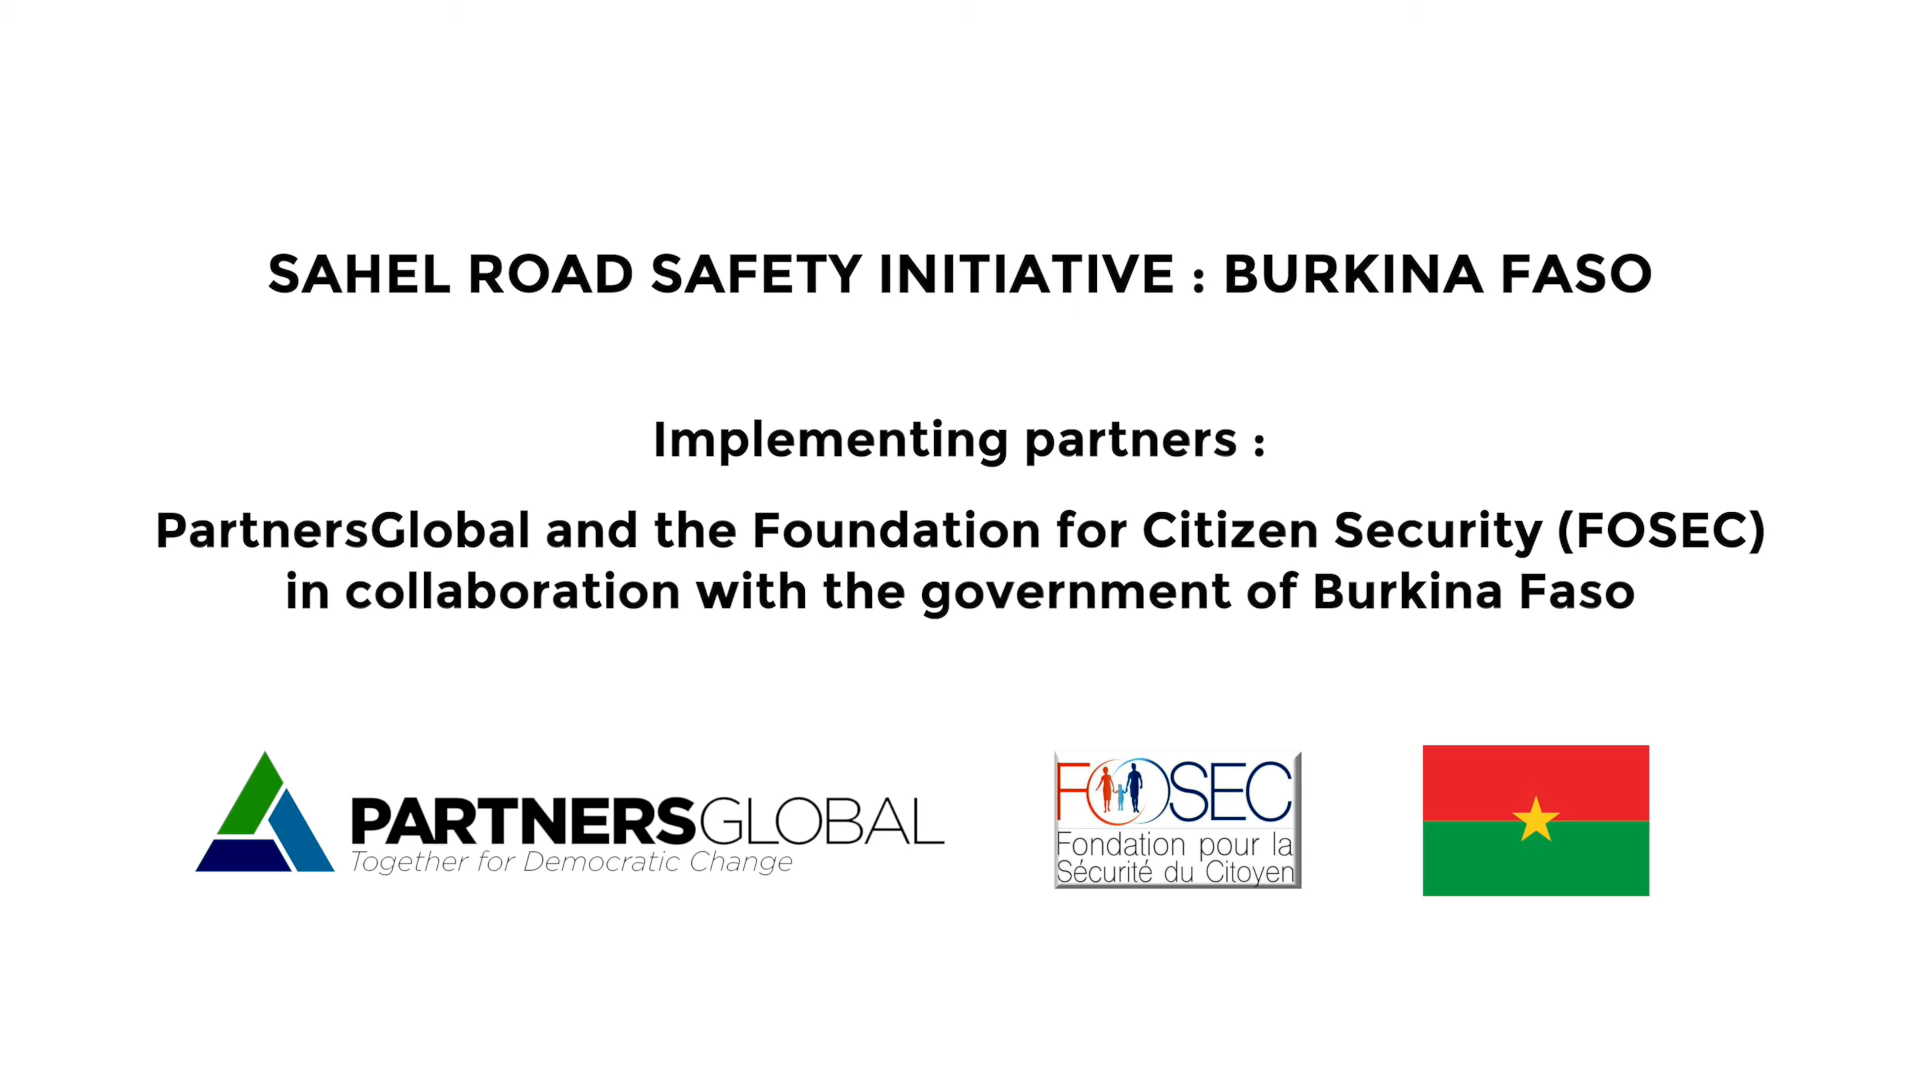 SAHEL ROAD SAFETY INITIATIVE : BURKINA FASO
Implementing partners :
PartnersGlobal and the Foundation for Citizen Security (FOSEC)
in collaboration with the government of Burkina Faso
PARTNERSGLOBAL
Together for Democratic Change
FOSEC
Fondation pour la
Sécurité du Citoyen